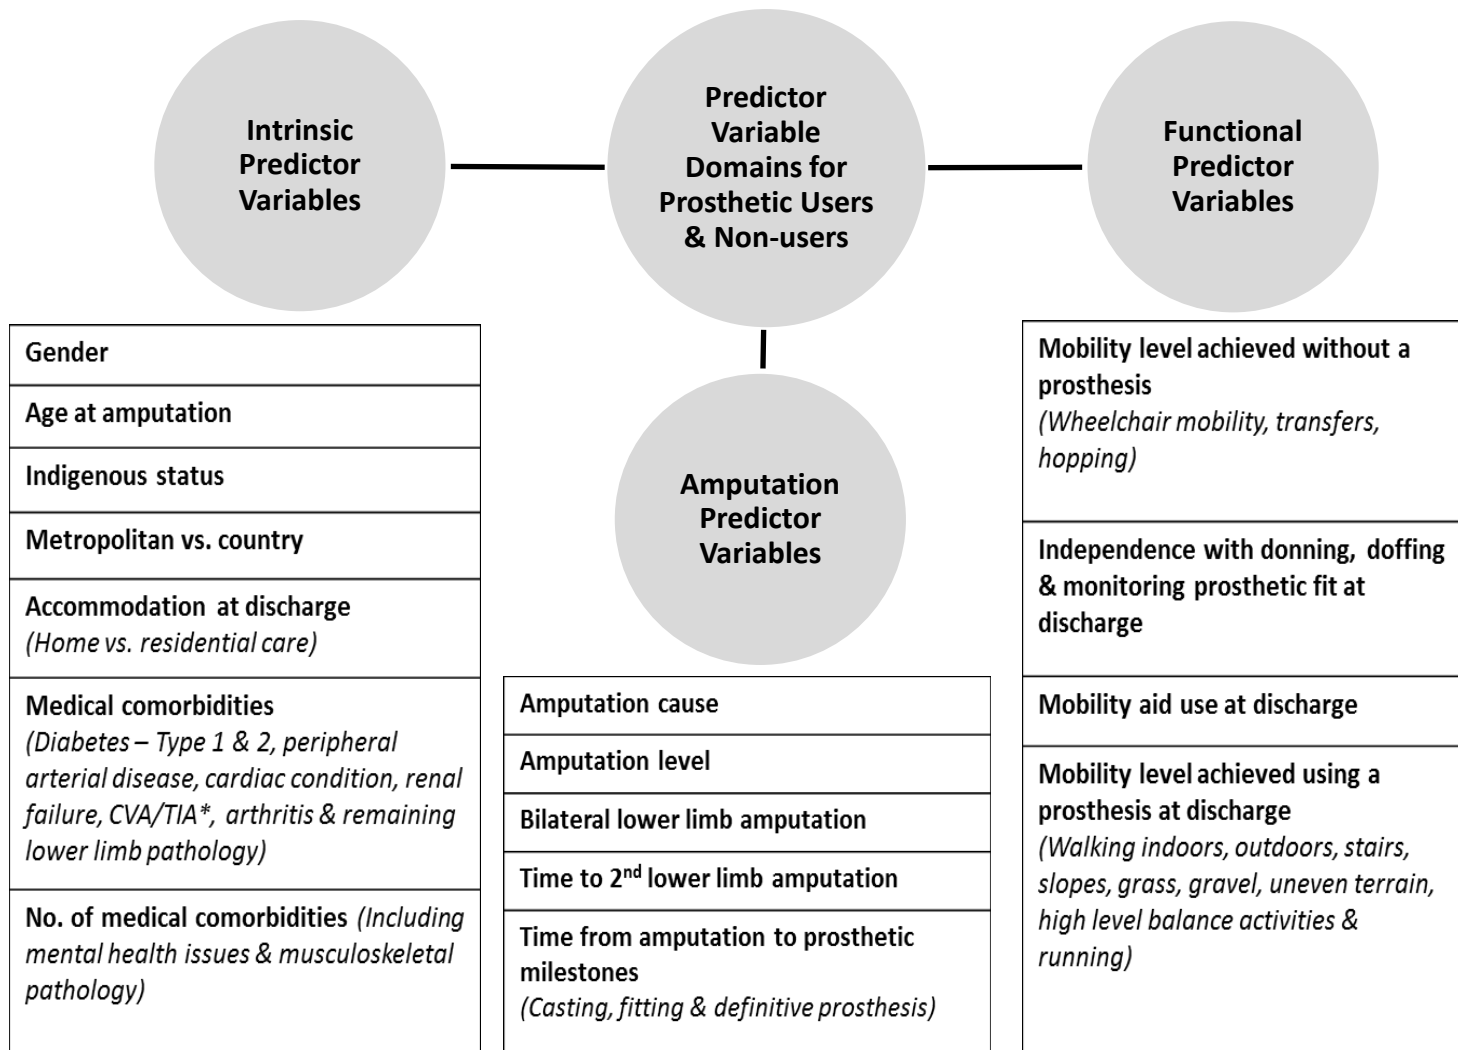 Intrinsic
Predictor
Variables
Predictor
Variable
Domains for
Prosthetic Users
& Non-users
Functional
Predictor
Variables
Gender
Age at amputation
Indigenous status
Metropolitan vs. country
Accommodation at discharge
(Home vs. residential care)
Medical comorbidities
(Diabetes – Type 1 & 2, peripheral
arterial disease, cardiac condition, renal
failure, CVA/TIA*, arthritis & remaining
lower limb pathology)
No. of medical comorbidities (Including
mental health issues & musculoskeletal
pathology)
Amputation
Predictor
Variables
Amputation cause
Amputation level
Bilateral lower limb amputation
Time to 2nd lower limb amputation
Time from amputation to prosthetic
milestones
(Casting, fitting & definitive prosthesis)
Mobility level achieved without a
prosthesis
(Wheelchair mobility, transfers,
hopping)
Independence with donning, doffing
& monitoring prosthetic fit at
discharge
Mobility aid use at discharge
Mobility level achieved using a
prosthesis at discharge
(Walking indoors, outdoors, stairs,
slopes, grass, gravel, uneven terrain,
high level balance activities &
running)